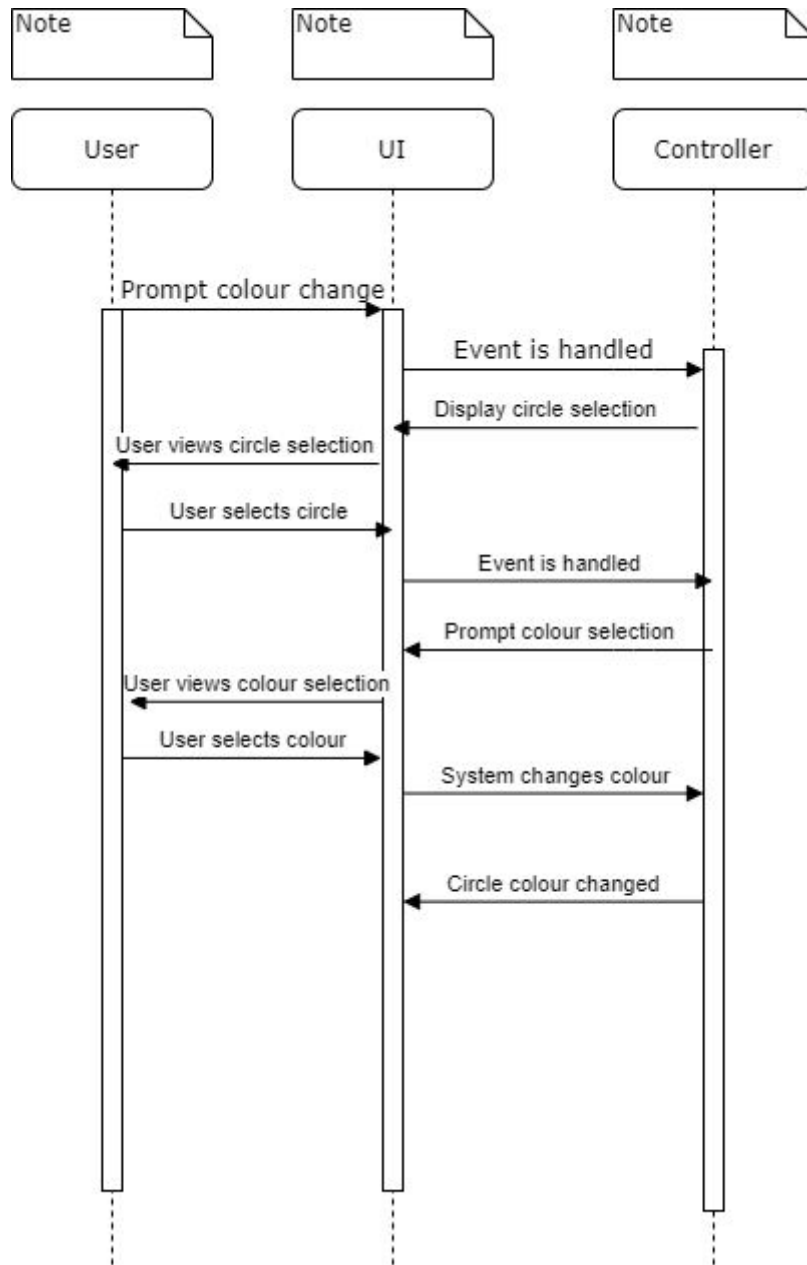 Note
Note
Note
User
UI
Controller
Prompt colour change
Event is handled
Display circle selection
User views circle selection
User selects circle
Event is handled
Prompt colour selection
User views colour selection
User selects colour
System changes colour
Circle colour changed